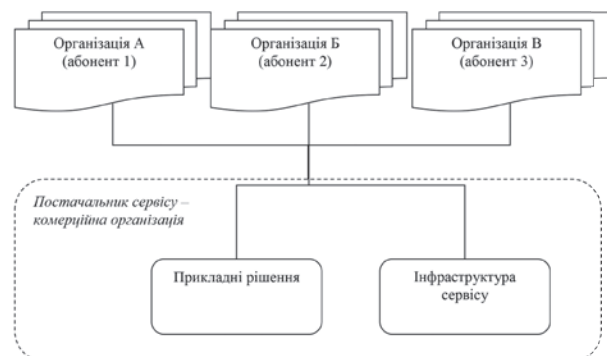 Організація А
(абонент 1)
Організація Б
(абонент 2)
Організація В
(абонент 3)
Постачальник сервісу –
комерційна організація
Прикладні рішення
Інфраструктура
сервісу